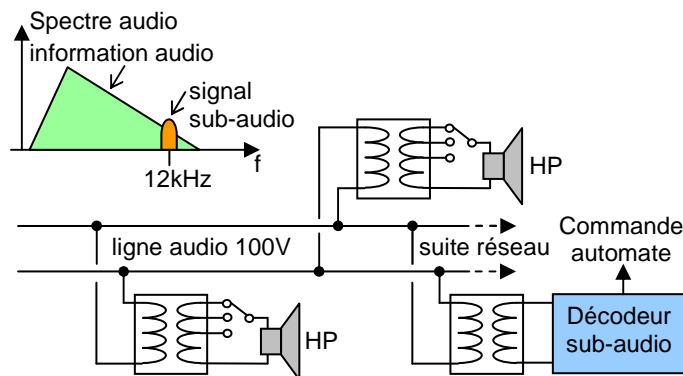 Spectre audio
information audio
signal
sub-audio
12kHz
f
HP
ligne audio 100V
suite réseau
Commande
automate
HP
Décodeur
sub-audio